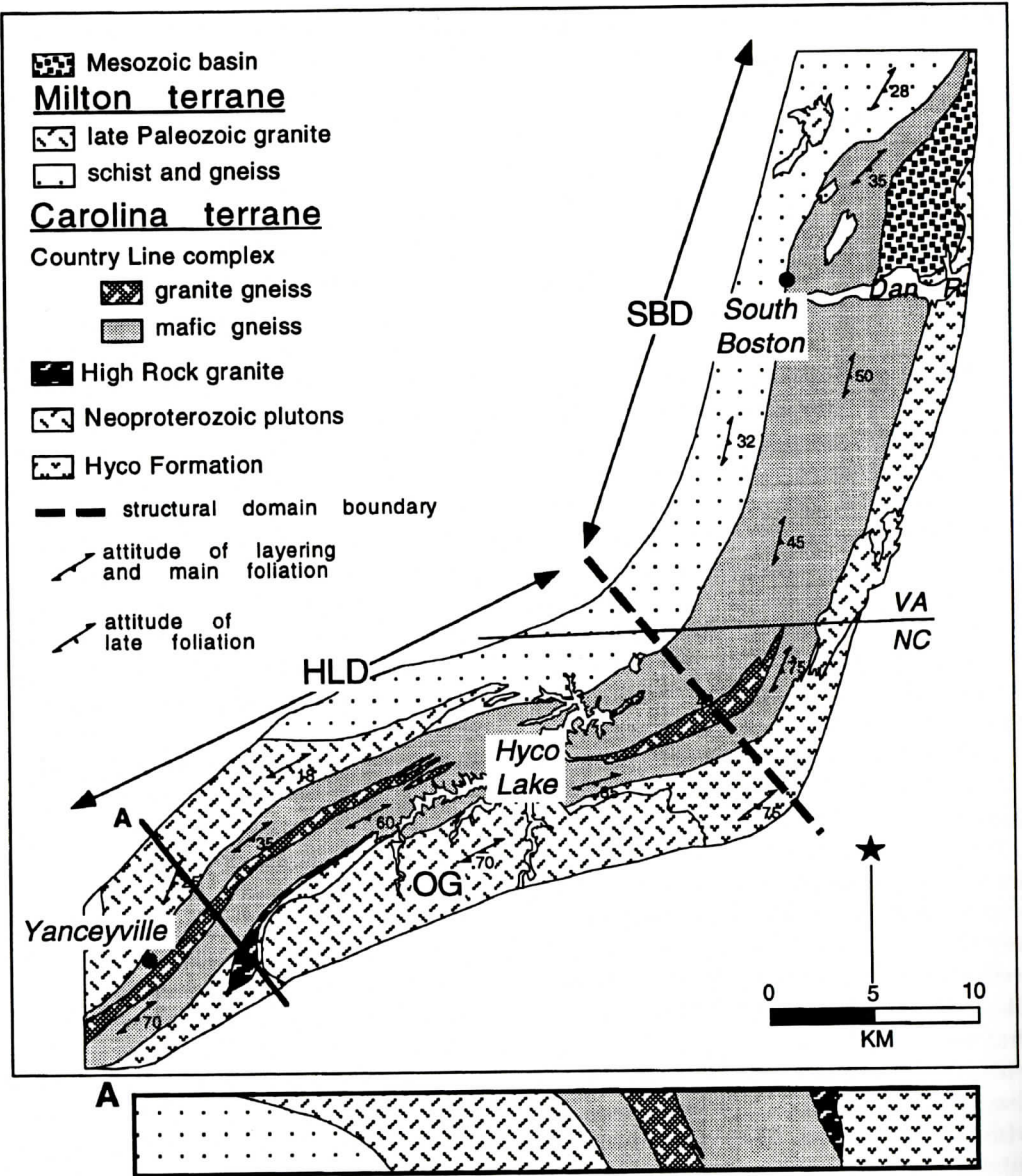 Mesozoic basin
Milton terrane
late Paleozoic granite
schist and gneiss
Carolina terrane
Country Line complex
granite gneiss
mafic gneiss
High Rock granite
Neoproterozoic plutons
Hyco Formation
structural domain boundary
attitude of layering
and main foliation
attitude of
late foliation
28
35
Dan R.
SBD
South
Boston
50
32
45
VA
NC
HLD
75
Hyco
Lake
18
65
75
A
35
60
70
OG
Yanceyville
70
0 5 10
KM
A